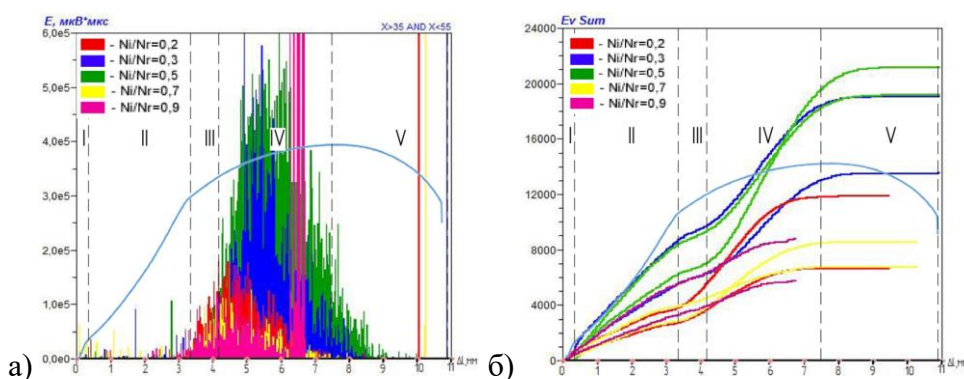 E, мкВ*мкс
X>35 AND X<55
6,0e5
5,0e5
4,0e5
3,0e5
2,0e5
1,0e5
0,0e0
- Ni/Nr=0,2
- Ni/Nr=0,3
- Ni/Nr=0,5
- Ni/Nr=0,7
- Ni/Nr=0,9
I II III IV V
0 1 2 3 4 5 6 7 8 9 10 11 Δl,мм
а)
Ev Sum
24000
20000
16000
12000
8000
4000
0
- Ni/Nr=0,2
- Ni/Nr=0,3
- Ni/Nr=0,5
- Ni/Nr=0,7
- Ni/Nr=0,9
I II III IV V
0 1 2 3 4 5 6 7 8 9 10 11 Δl,мм
б)